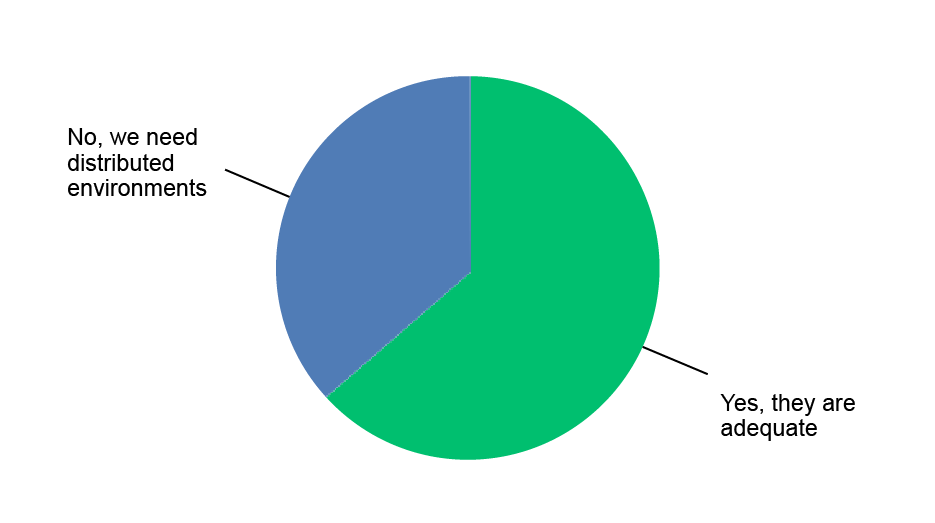 No, we need
distributed
environments
Yes, they are
adequate